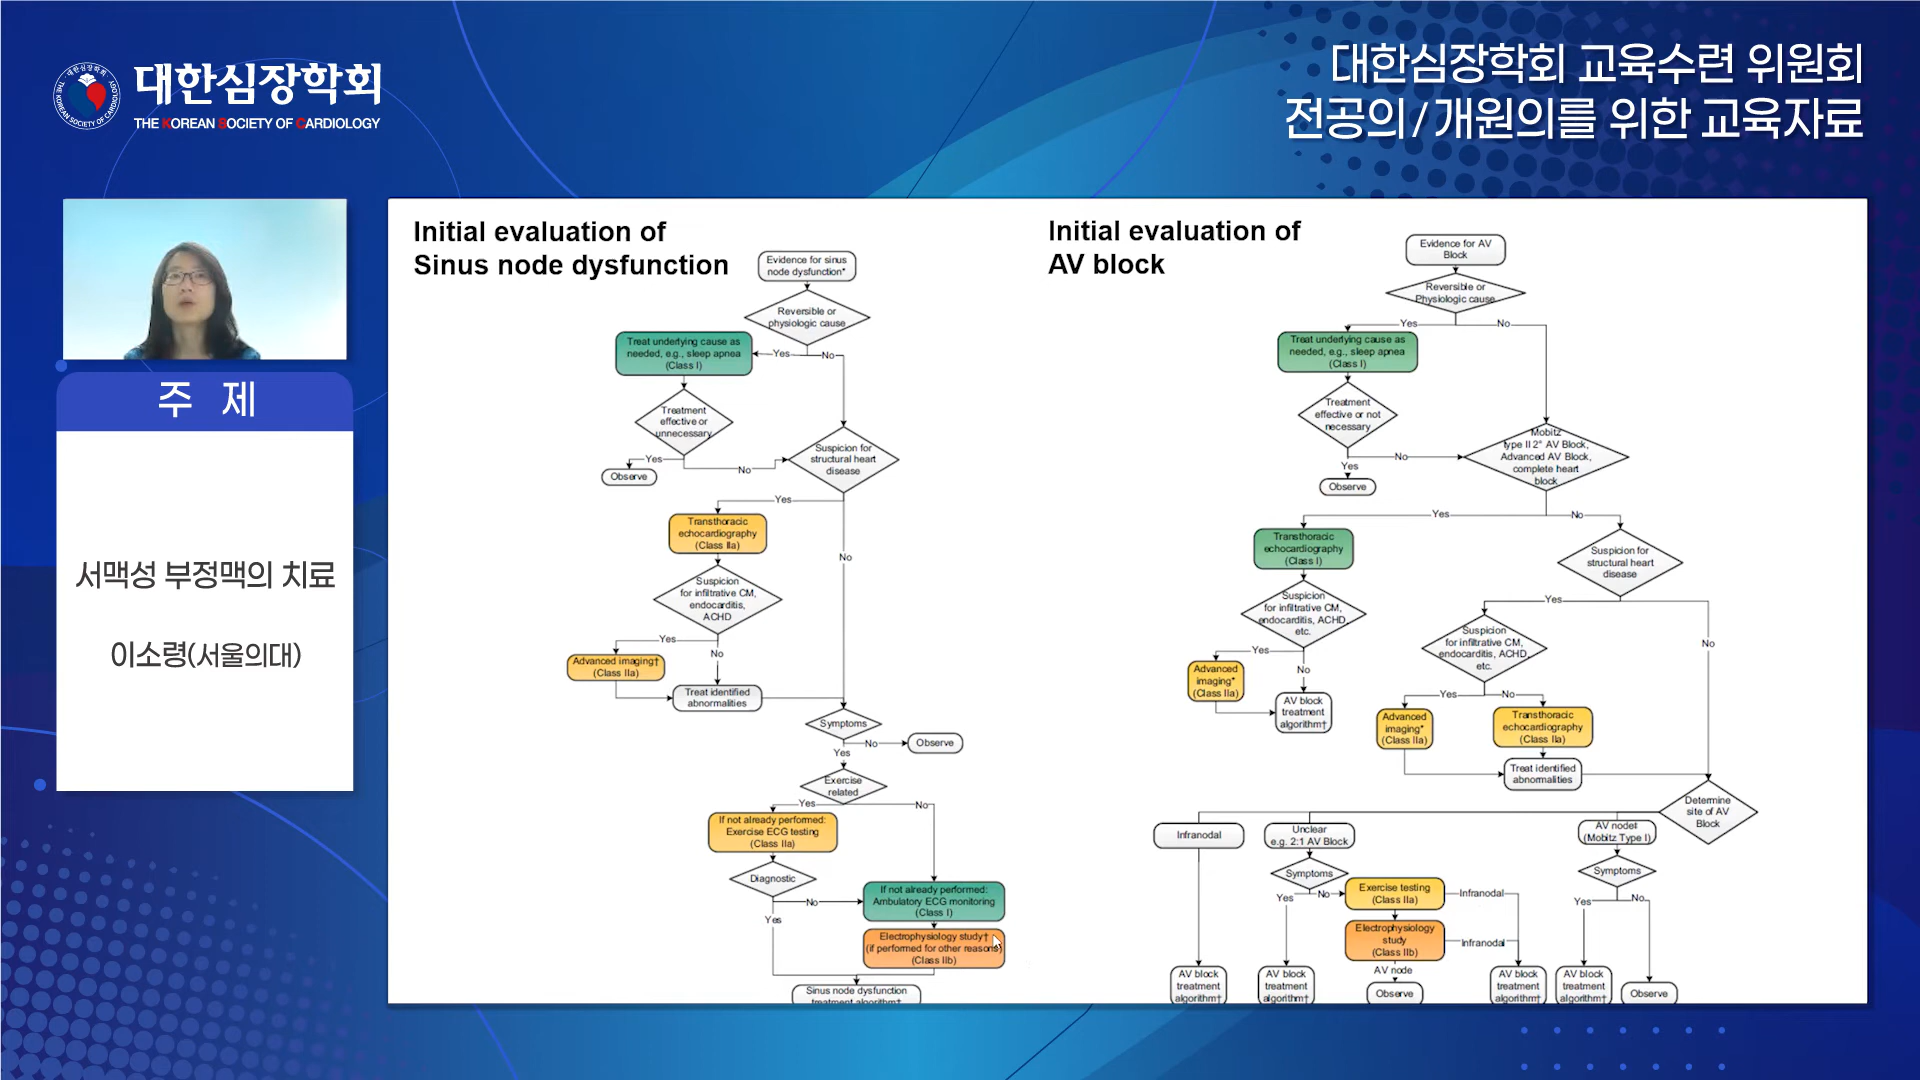 대한심장학회
THE KOREAN SOCIETY OF CARDIOLOGY
대한심장학회 교육수련 위원회
전공의/개원의를 위한 교육자료
주 제
서맥성 부정맥의 치료
이소령(서울의대)
Initial evaluation of
Sinus node dysfunction
Evidence for sinus
node dysfunction*
Reversible or
physiologic cause
Treat underlying cause as
needed, e.g., sleep apnea
(Class I)
Yes
No
Treatment
effective or
unnecessary
Yes
No
Observe
Suspicion for
structural heart
disease
Yes
No
Transthoracic
echocardiography
(Class IIa)
Suspicion
for infiltrative CM,
endocarditis,
ACHD
Yes
No
Advanced imaging†
(Class IIa)
Treat identified
abnormalities
Symptoms
No
Observe
Yes
Exercise
related
Yes
No
If not already performed:
Exercise ECG testing
(Class IIa)
Diagnostic
No
Yes
If not already performed:
Ambulatory ECG monitoring
(Class I)
Electrophysiology study†
(if performed for other reasons)
(Class IIb)
Sinus node dysfunction
treatment algorithm†
Initial evaluation of
AV block
Evidence for AV
Block
Reversible or
Physiologic cause
Yes
No
Treat underlying cause as
needed, e.g., sleep apnea
(Class I)
Treatment
effective or not
necessary
No
Yes
Observe
Mobitz
type II 2° AV Block,
Advanced AV Block,
complete heart
block
Yes
No
Transthoracic
echocardiography
(Class I)
Suspicion
for infiltrative CM,
endocarditis, ACHD,
etc.
Yes
No
Advanced
imaging*
(Class IIa)
AV block
treatment
algorithm†
Suspicion for
structural heart
disease
Yes
No
Suspicion
for infiltrative CM,
endocarditis, ACHD,
etc.
Yes
No
Advanced
imaging*
(Class IIa)
Transthoracic
echocardiography
(Class IIa)
Treat identified
abnormalities
Determine
site of AV
Block
Infranodal
Unclear
e.g. 2:1 AV Block
AV node‡
(Mobitz Type I)
Symptoms
Yes
No
Exercise testing
(Class IIa)
Infranodal
Electrophysiology
study
(Class IIb)
Infranodal
AV node
Observe
Symptoms
Yes
No
AV block
treatment
algorithm†
AV block
treatment
algorithm†
AV block
treatment
algorithm†
AV block
treatment
algorithm†
Observe